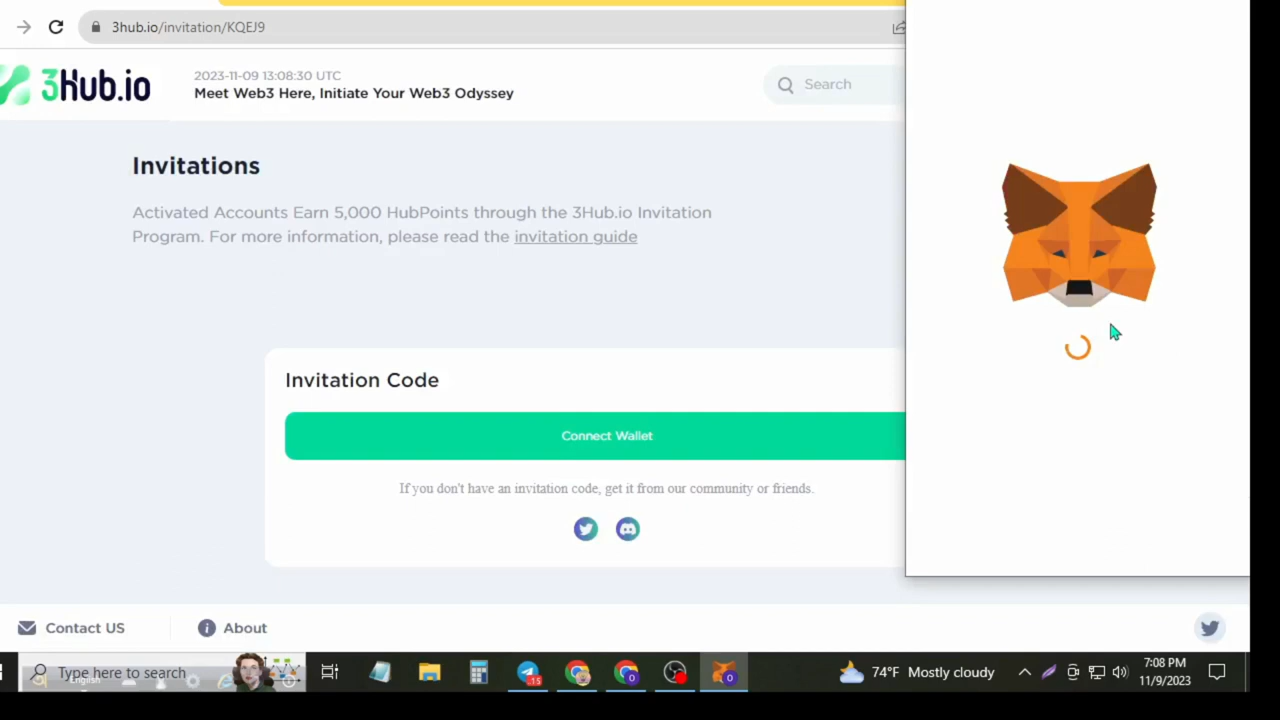 3hub.io/invitation/KQEJ9
3Hub.io
2023-11-09 13:08:30 UTC
Meet Web3 Here, Initiate Your Web3 Odyssey
Search
Invitations
Activated Accounts Earn 5,000 HubPoints through the 3Hub.io Invitation
Program. For more information, please read the invitation guide
Invitation Code
Connect Wallet
If you don't have an invitation code, get it from our community or friends.
Contact US
About
Type here to search
English
15
0
0
74°F Mostly cloudy
7:08 PM
11/9/2023